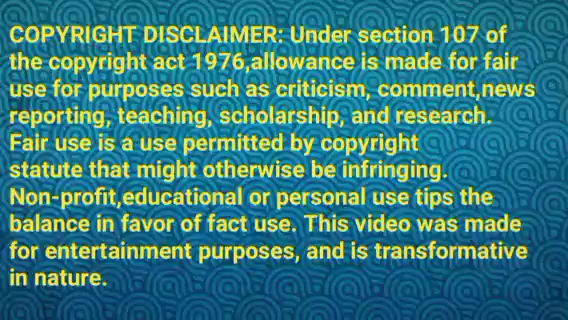 COPYRIGHT DISCLAIMER: Under section 107 of
the copyright act 1976,allowance is made for fair
use for purposes such as criticism, comment,news
reporting, teaching, scholarship, and research.
Fair use is a use permitted by copyright
statute that might otherwise be infringing.
Non-profit,educational or personal use tips the
balance in favor of fact use. This video was made
for entertainment purposes, and is transformative
in nature.